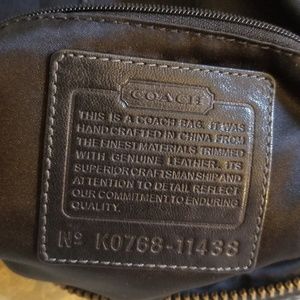 COACH
THIS IS A COACH BAG. IT WAS
HANDCRAFTED IN CHINA FROM
THE FINEST MATERIALS TRIMMED
WITH GENUINE LEATHER. ITS
SUPERIOR CRAFTSMANSHIP AND
ATTENTION TO DETAIL REFLECT
OUR COMMITMENT TO ENDURING
QUALITY.
Nº K0768-11438